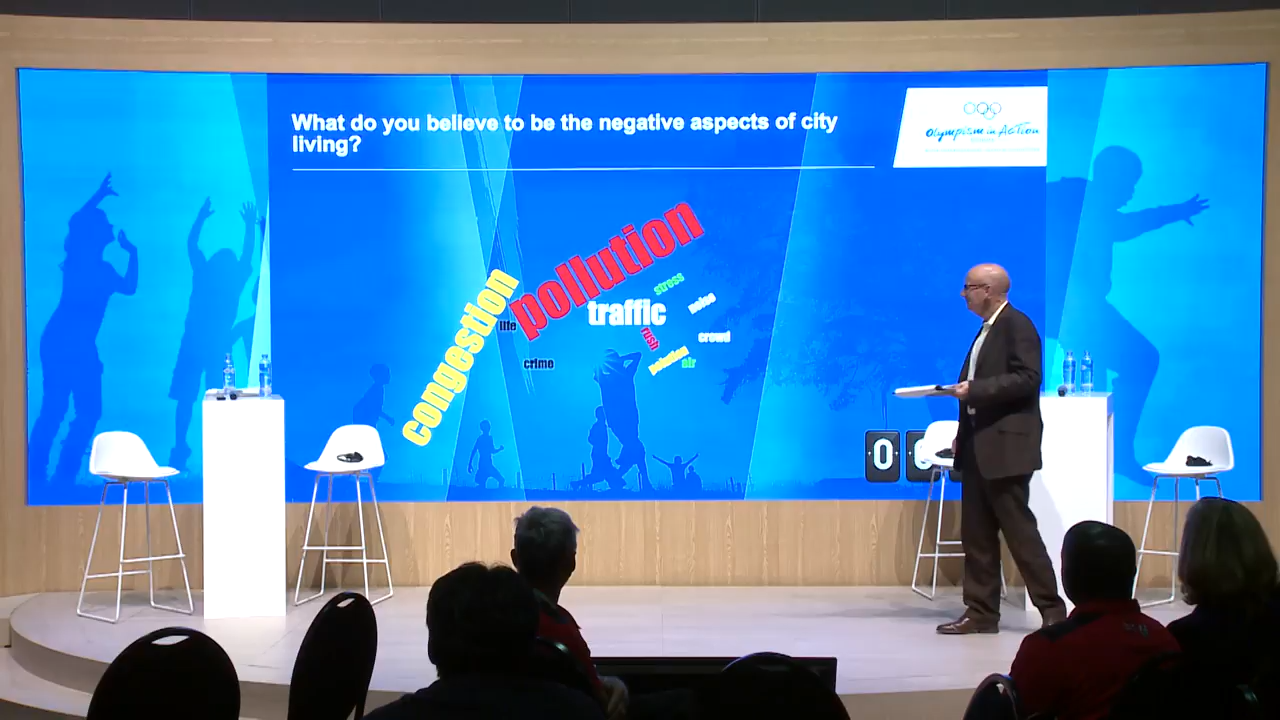 What do you believe to be the negative aspects of city
living?
Olympism in Action
pollution
congestion
stress
traffic
noise
life
rush
crowd
crime
air
0